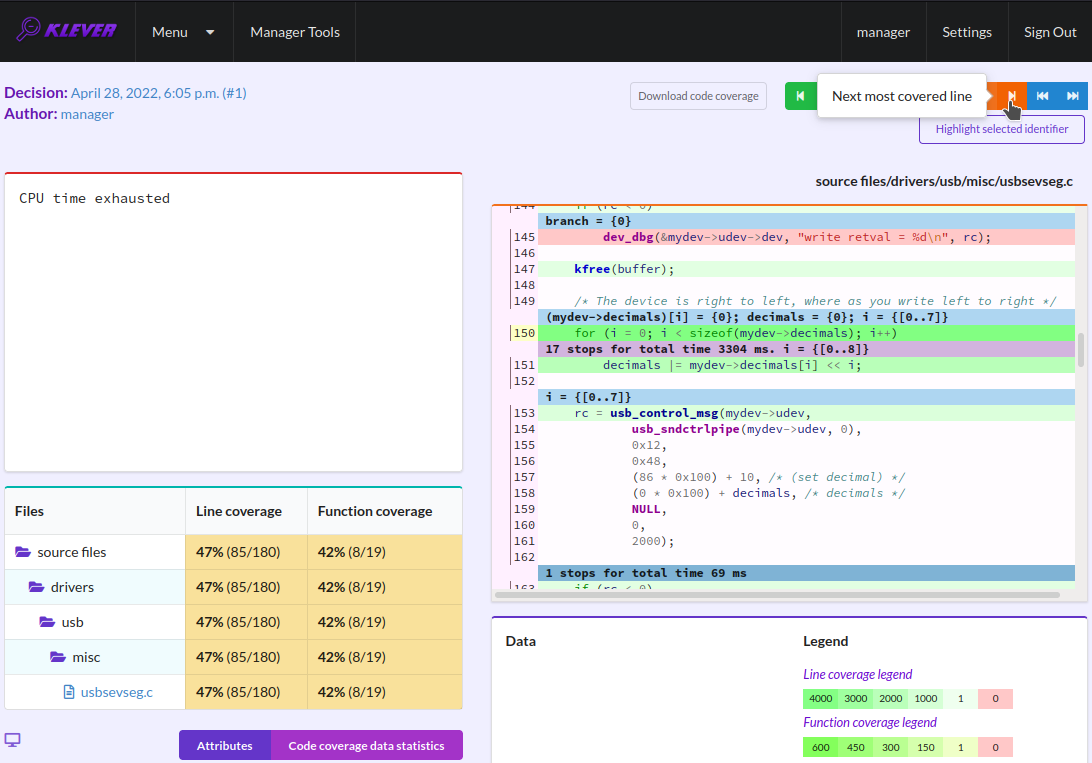 KLEVER
Menu
Manager Tools
manager
Settings
Sign Out
Decision: April 28, 2022, 6:05 p.m. (#1)
Author: manager
Download code coverage
Next most covered line
Highlight selected identifier
CPU time exhausted
source files/drivers/usb/misc/usbsevseg.c
144 if (rc < 0)
branch = {0}
145 dev_dbg(&mydev->udev->dev, "write retval = %d\n", rc);
146
147 kfree(buffer);
148
149 /* The device is right to left, where as you write left to right */
(mydev->decimals)[i] = {0}; decimals = {0}; i = {[0..7]}
150 for (i = 0; i < sizeof(mydev->decimals); i++)
17 stops for total time 3304 ms. i = {[0..8]}
151 decimals |= mydev->decimals[i] << i;
152
i = {[0..7]}
153 rc = usb_control_msg(mydev->udev,
154 usb_sndctrlpipe(mydev->udev, 0),
155 0x12,
156 0x48,
157 (86 * 0x100) + 10, /* (set decimal) */
158 (0 * 0x100) + decimals, /* decimals */
159 NULL,
160 0,
161 2000);
162
1 stops for total time 69 ms
163 if (rc < 0)
Files Line coverage Function coverage
source files 47% (85/180) 42% (8/19)
drivers 47% (85/180) 42% (8/19)
usb 47% (85/180) 42% (8/19)
misc 47% (85/180) 42% (8/19)
usbsevseg.c 47% (85/180) 42% (8/19)
Attributes
Code coverage data statistics
Data
Legend
Line coverage legend
4000 3000 2000 1000 1 0
Function coverage legend
600 450 300 150 1 0